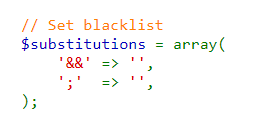 // Set blacklist
$substitutions = array(
    '&&' => '',
    ';'  => '',
);